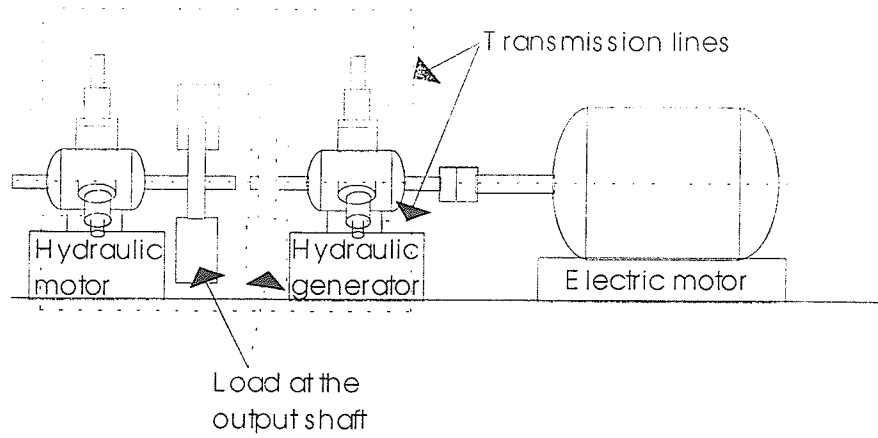 Transmission lines
Hydraulic
motor
Hydraulic
generator
Electric motor
Load at the
output shaft